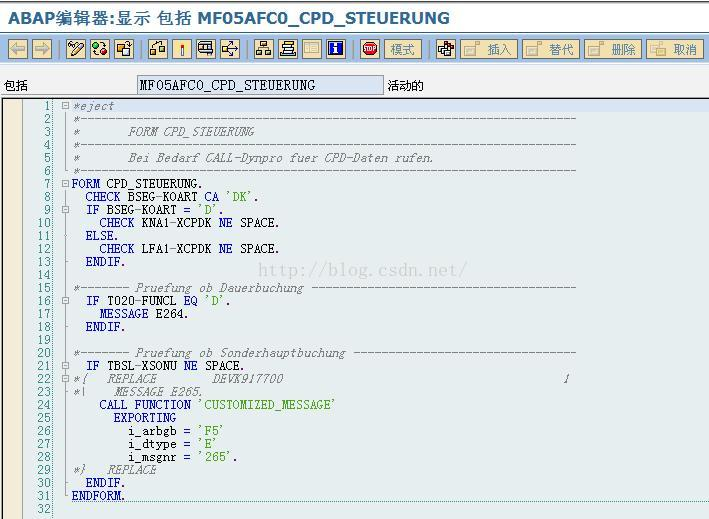 ABAP编辑器:显示 包括 MF05AFC0_CPD_STEUERUNG
模式 插入 替代 删除 取消
包括 MF05AFC0_CPD_STEUERUNG 活动的
1 *eject
2 *---------------------------------------------------------------
3 *       FORM CPD_STEUERUNG
4 *---------------------------------------------------------------
5 *       Bei Bedarf CALL-Dynpro fuer CPD-Daten rufen.
6 *---------------------------------------------------------------
7 FORM CPD_STEUERUNG.
8   CHECK BSEG-KOART CA 'DK'.
9   IF BSEG-KOART = 'D'.
10     CHECK KNA1-XCPDK NE SPACE.
11   ELSE.
12     CHECK LFA1-XCPDK NE SPACE.
13   ENDIF.
14
http://blog.csdn.net/
15 *------- Pruefung ob Dauerbuchung ----------------------------------
16   IF T020-FUNCL EQ 'D'.
17     MESSAGE E264.
18   ENDIF.
19
20 *------- Pruefung ob Sonderhauptbuchung -----------------------------
21   IF TBSL-XSONU NE SPACE.
22 *{   REPLACE        DEVK917700                                    1
23 *|    MESSAGE E265.
24     CALL FUNCTION 'CUSTOMIZED_MESSAGE'
25       EXPORTING
26         i_arbgb = 'F5'
27         i_dtype = 'E'
28         i_msgnr = '265'.
29 *}   REPLACE
30   ENDIF.
31 ENDFORM.
32